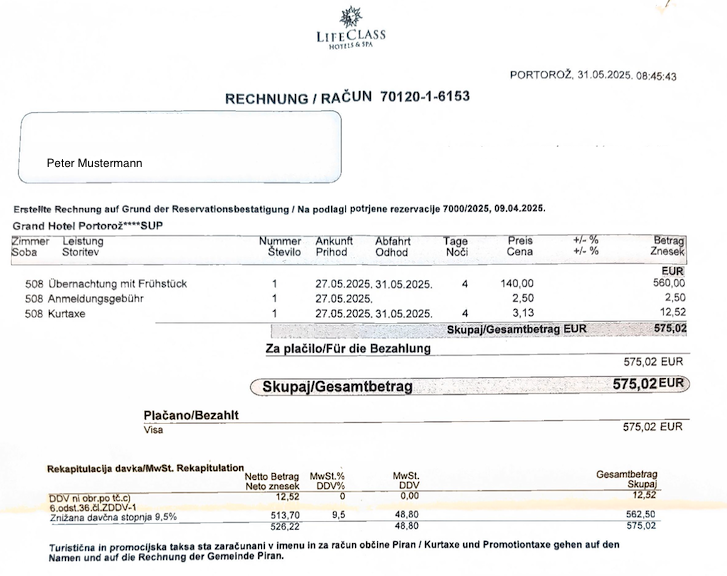 LIFECLASS
HOTELS & SPA
PORTOROŽ, 31.05.2025. 08:45:43
RECHNUNG / RAČUN 70120-1-6153
Peter Mustermann
Erstellte Rechnung auf Grund der Reservationsbestatigung / Na podlagi potrjene rezervacije 7000/2025, 09.04.2025.
Grand Hotel Portorož****SUP
Zimmer Leistung Nummer Ankunft Abfahrt Tage Preis +/- % Betrag
Soba Storitev Število Prihod Odhod Noči Cena +/- % Znesek
EUR
508 Übernachtung mit Frühstück 1 27.05.2025. 31.05.2025. 4 140,00 560,00
508 Anmeldungsgebühr 1 27.05.2025. 2,50 2,50
508 Kurtaxe 1 27.05.2025. 31.05.2025. 4 3,13 12,52
Skupaj/Gesamtbetrag EUR 575,02
Za plačilo/Für die Bezahlung
575,02 EUR
Skupaj/Gesamtbetrag 575,02 EUR
Plačano/Bezahlt
Visa 575,02 EUR
Rekapitulacija davka/MwSt. Rekapitulation
Netto Betrag MwSt.% MwSt. Gesamtbetrag
Neto znesek DDV% DDV Skupaj
DDV ni obr.po tč.c) 12,52 0 0,00 12,52
6.odst.36.čl.ZDDV-1
Znižana davčna stopnja 9,5% 513,70 9,5 48,80 562,50
526,22 48,80 575,02
Turistična in promocijska taksa sta zaračunani v imenu in za račun občine Piran / Kurtaxe und Promotiontaxe gehen auf den
Namen und auf die Rechnung der Gemeinde Piran.